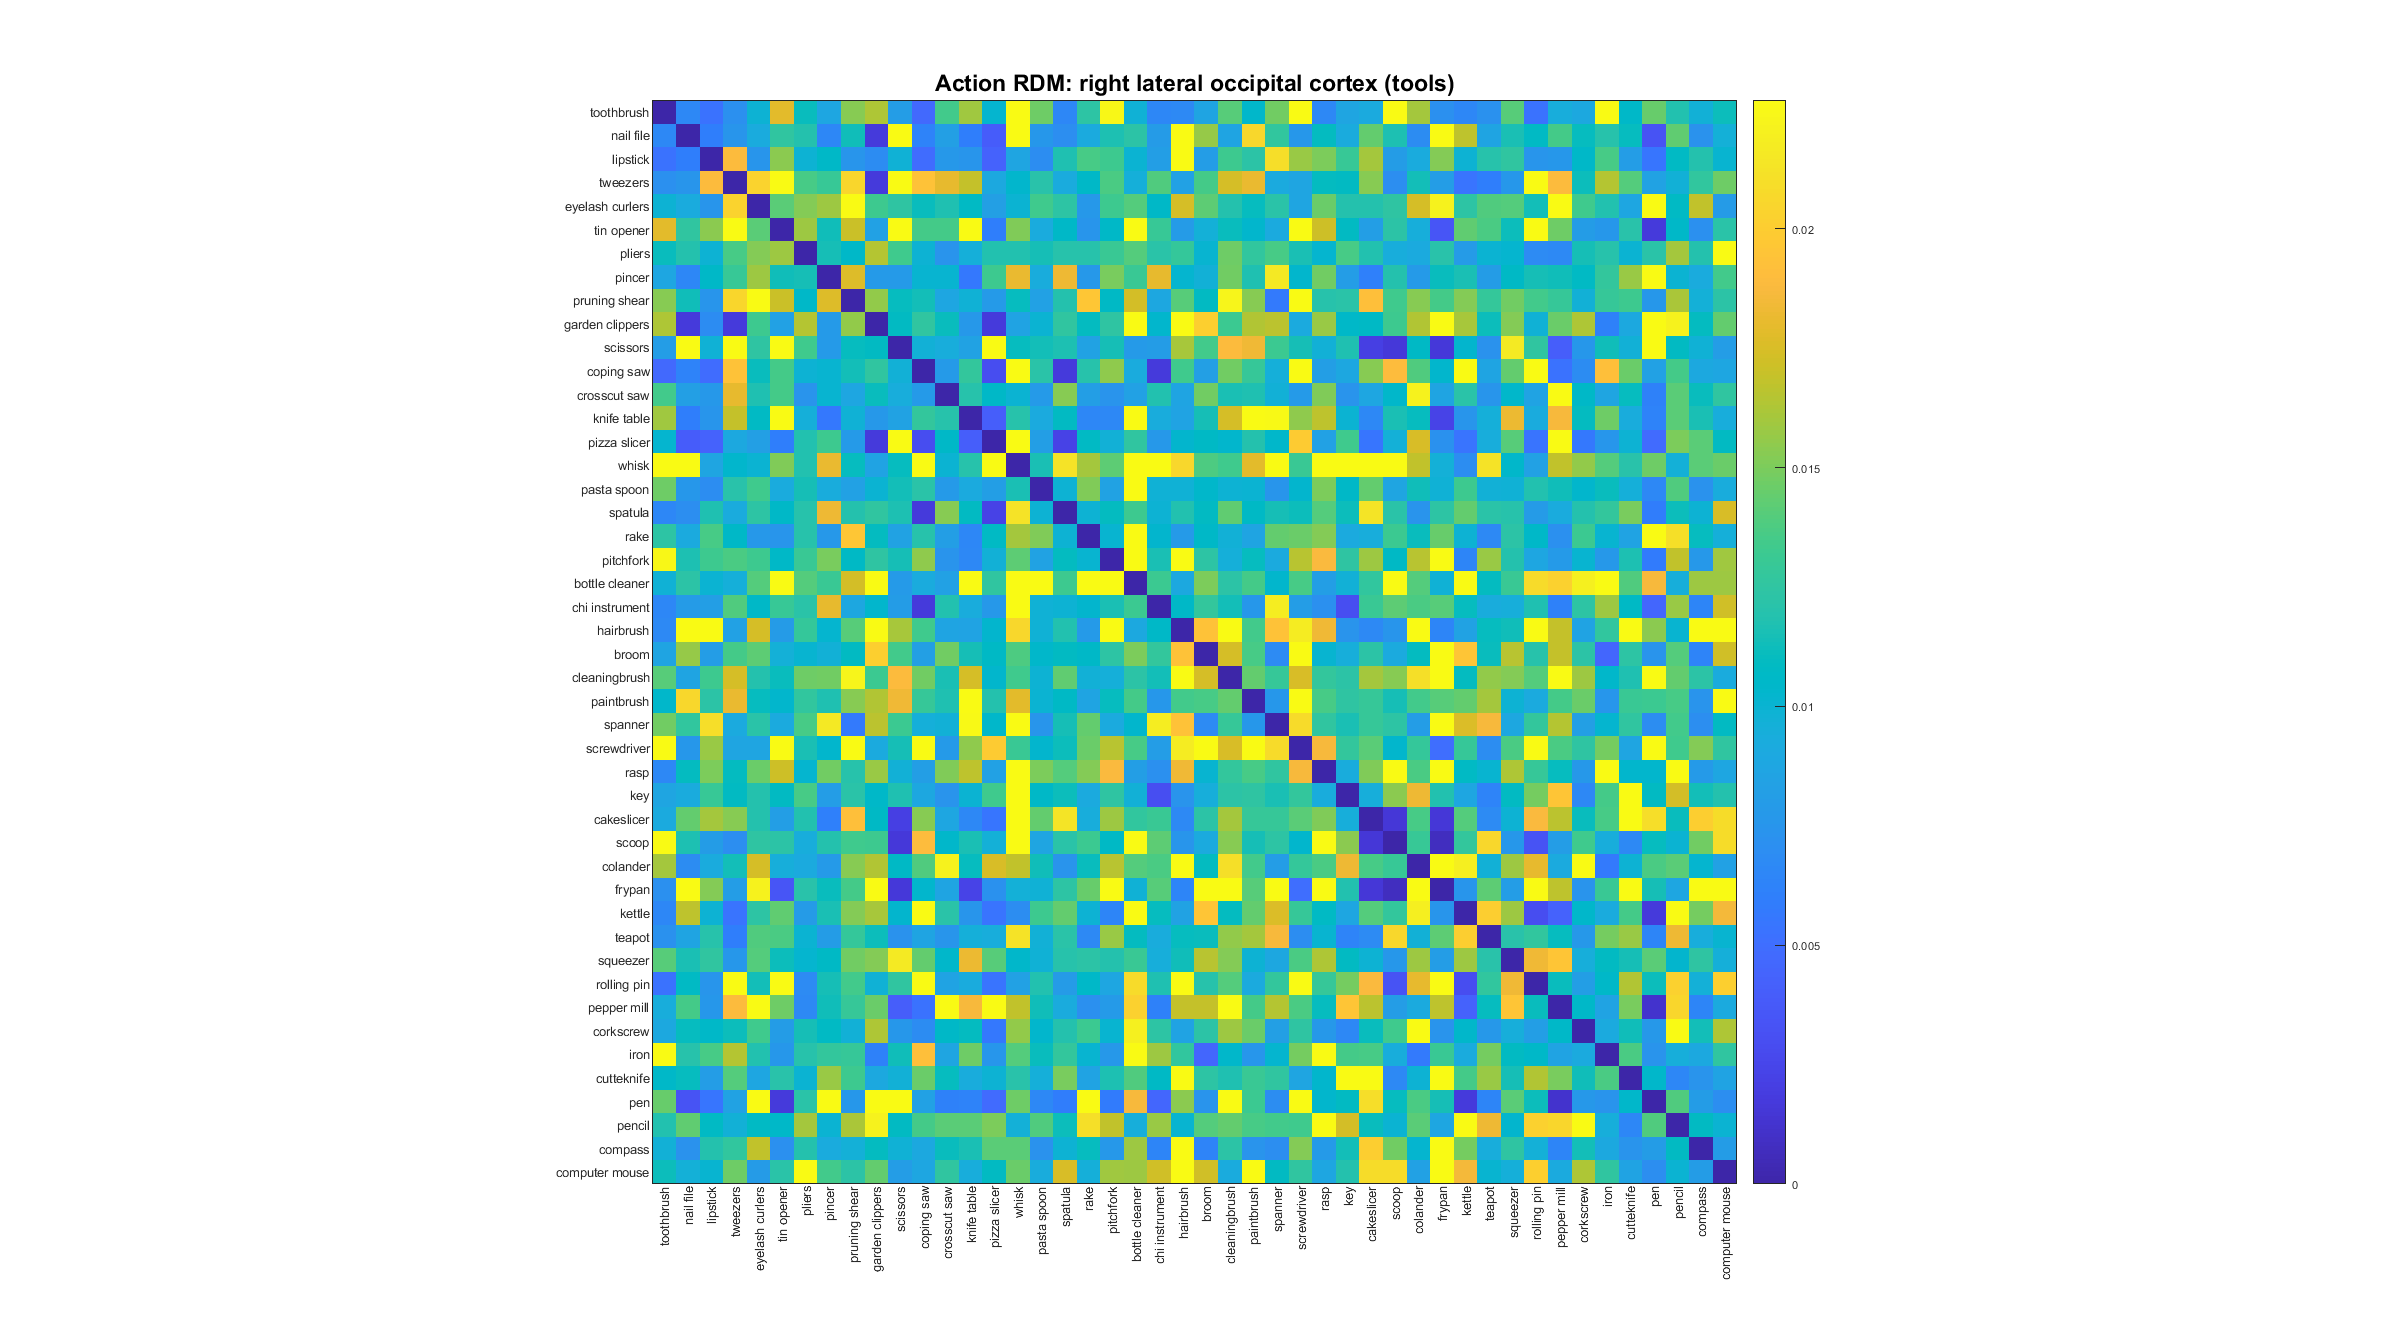 Action RDM: right lateral occipital cortex (tools)
toothbrush
nail file
lipstick
tweezers
eyelash curlers
tin opener
pliers
pincer
pruning shear
garden clippers
scissors
coping saw
crosscut saw
knife table
pizza slicer
whisk
pasta spoon
spatula
rake
pitchfork
bottle cleaner
chi instrument
hairbrush
broom
cleaningbrush
paintbrush
spanner
screwdriver
rasp
key
cakeslicer
scoop
colander
frypan
kettle
teapot
squeezer
rolling pin
pepper mill
corkscrew
iron
cutteknife
pen
pencil
compass
computer mouse
toothbrush
nail file
lipstick
tweezers
eyelash curlers
tin opener
pliers
pincer
pruning shear
garden clippers
scissors
coping saw
crosscut saw
knife table
pizza slicer
whisk
pasta spoon
spatula
rake
pitchfork
bottle cleaner
chi instrument
hairbrush
broom
cleaningbrush
paintbrush
spanner
screwdriver
rasp
key
cakeslicer
scoop
colander
frypan
kettle
teapot
squeezer
rolling pin
pepper mill
corkscrew
iron
cutteknife
pen
pencil
compass
computer mouse
0.02
0.015
0.01
0.005
0